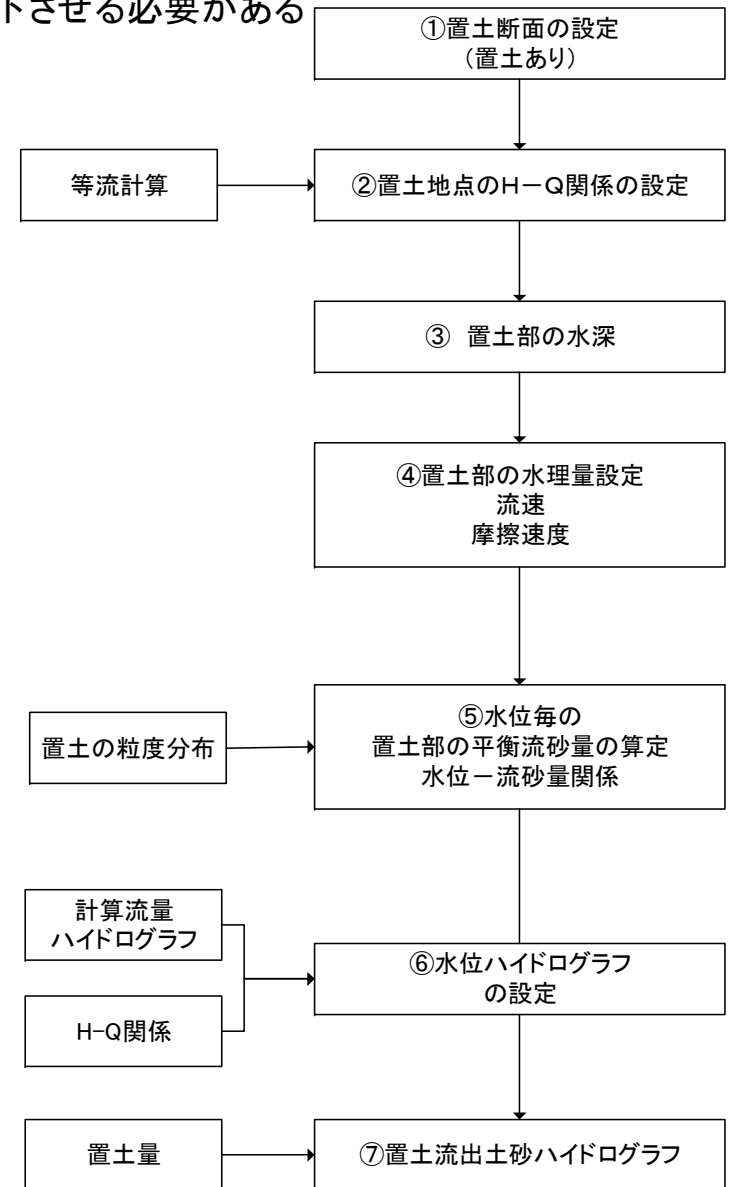 下させる必要がある
①置土断面の設定
(置土あり)
等流計算
②置土地点のH－Q関係の設定
③ 置土部の水深
④置土部の水理量設定
流速
摩擦速度
置土の粒度分布
⑤水位毎の
置土部の平衡流砂量の算定
水位－流砂量関係
計算流量
ハイドログラフ
⑥水位ハイドログラフ
の設定
H-Q関係
置土量
⑦置土流出土砂ハイドログラフ